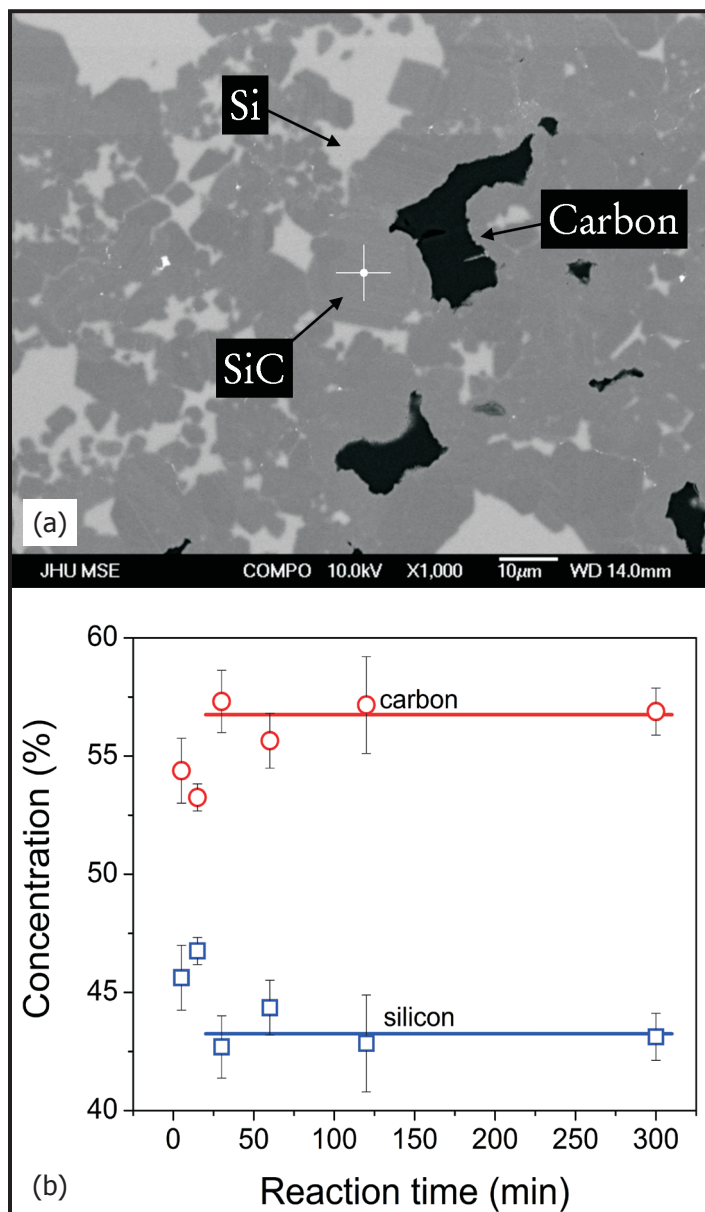 Si
Carbon
SiC
(a)
JHU MSE COMPO 10.0kV X1,000 10μm WD 14.0mm
60
55
50
45
40
Concentration (%)
carbon
silicon
0 50 100 150 200 250 300
Reaction time (min)
(b)